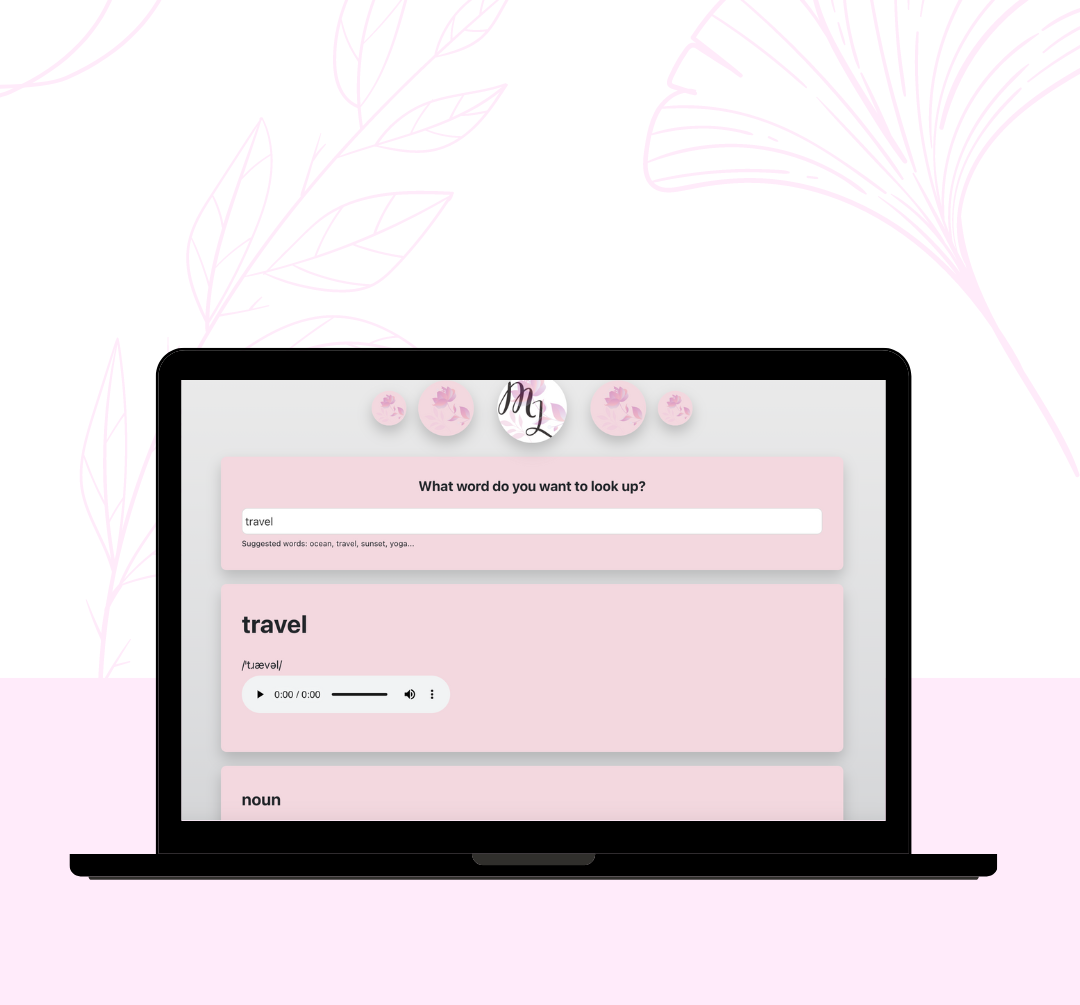 ML
What word do you want to look up?
travel
Suggested words: ocean, travel, sunset, yoga...
travel
/ˈtɹævəl/
0:00 / 0:00
noun